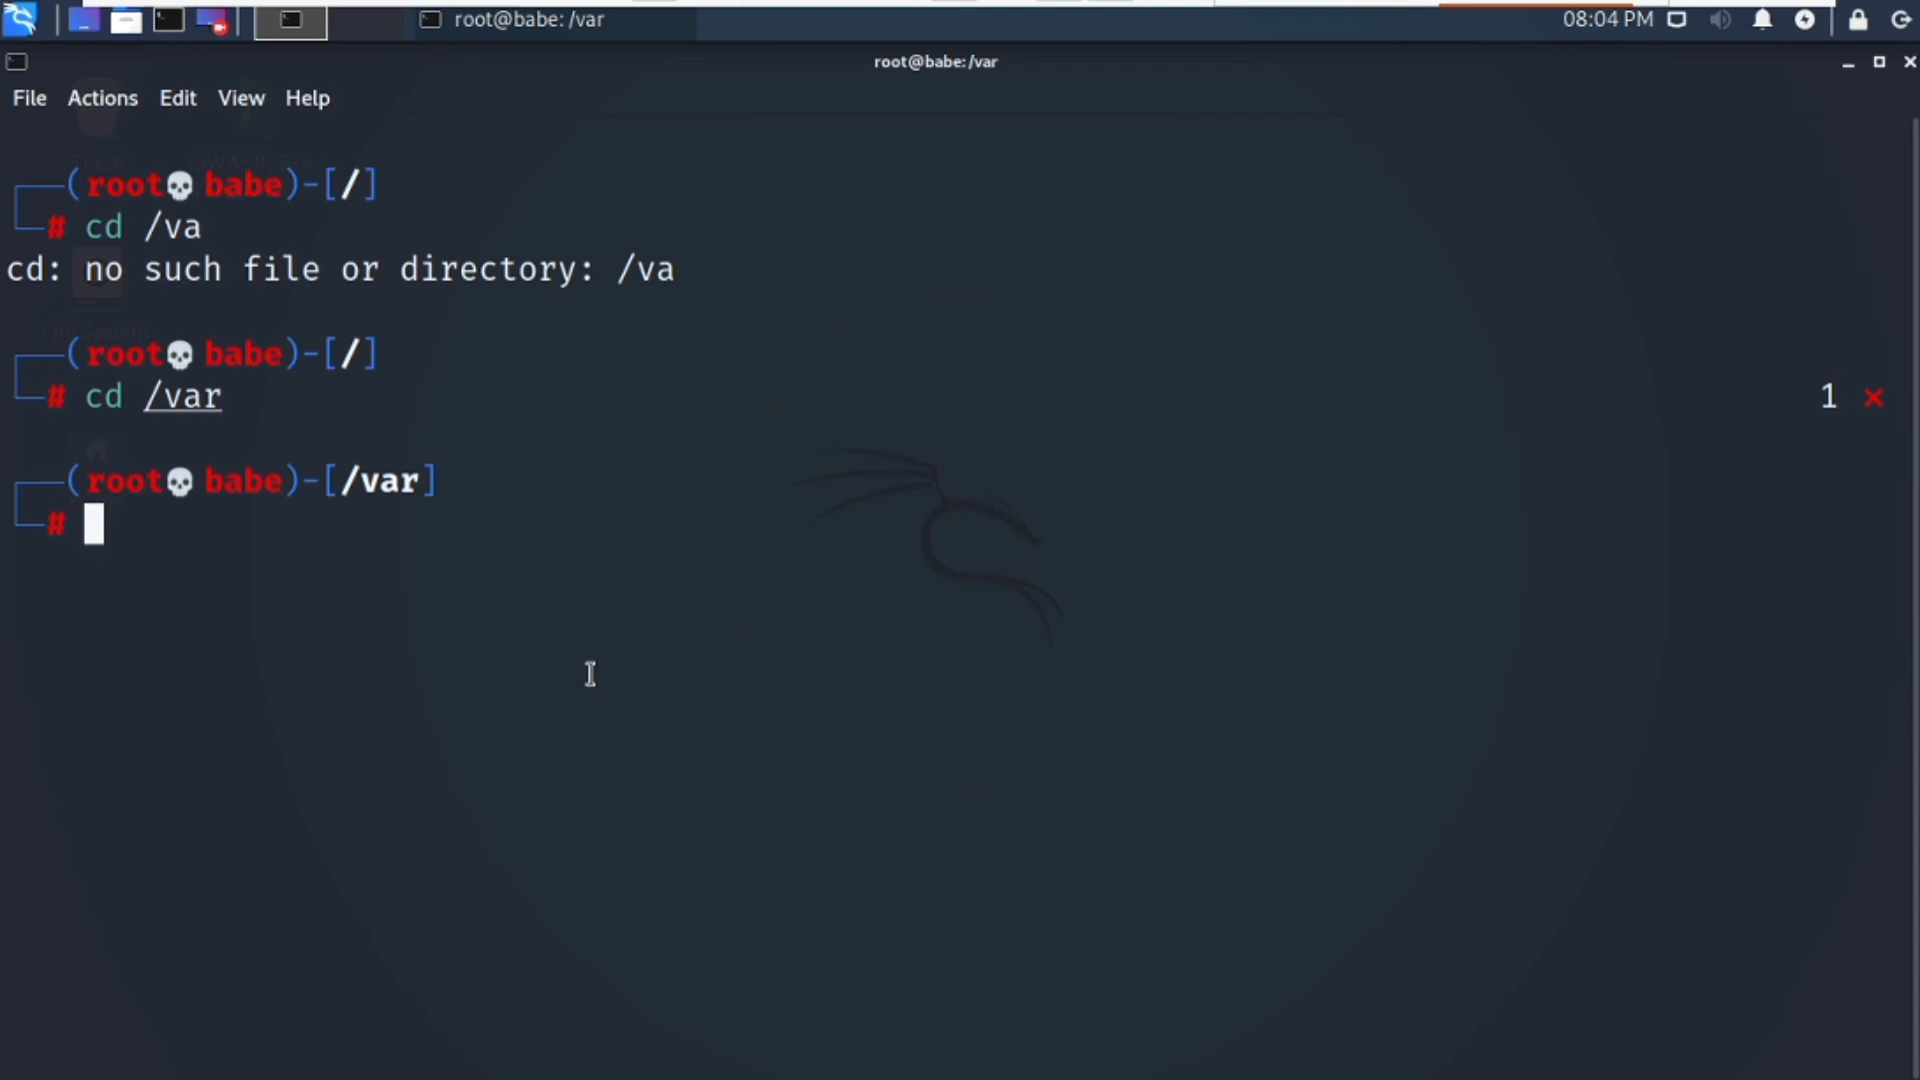 root@babe: /var
08:04 PM
root@babe:/var
File Actions Edit View Help
┌──(root💀babe)-[/]
└─# cd /va
cd: no such file or directory: /va
┌──(root💀babe)-[/]
└─# cd /var 1 ⨯
┌──(root💀babe)-[/var]
└─#